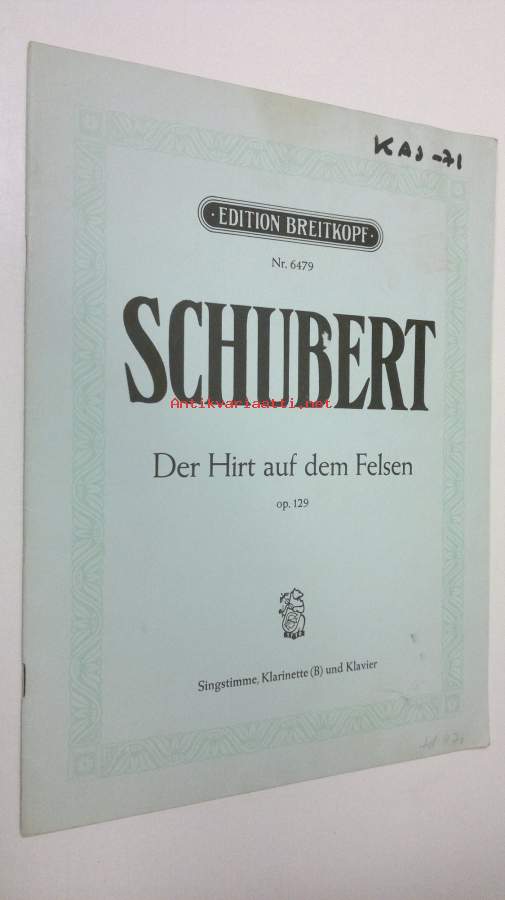 KAJ -71
· EDITION BREITKOPF ·
Nr. 6479
SCHUBERT
Antikvariaatti.net
Der Hirt auf dem Felsen
op. 129
Singstimme, Klarinette (B) und Klavier